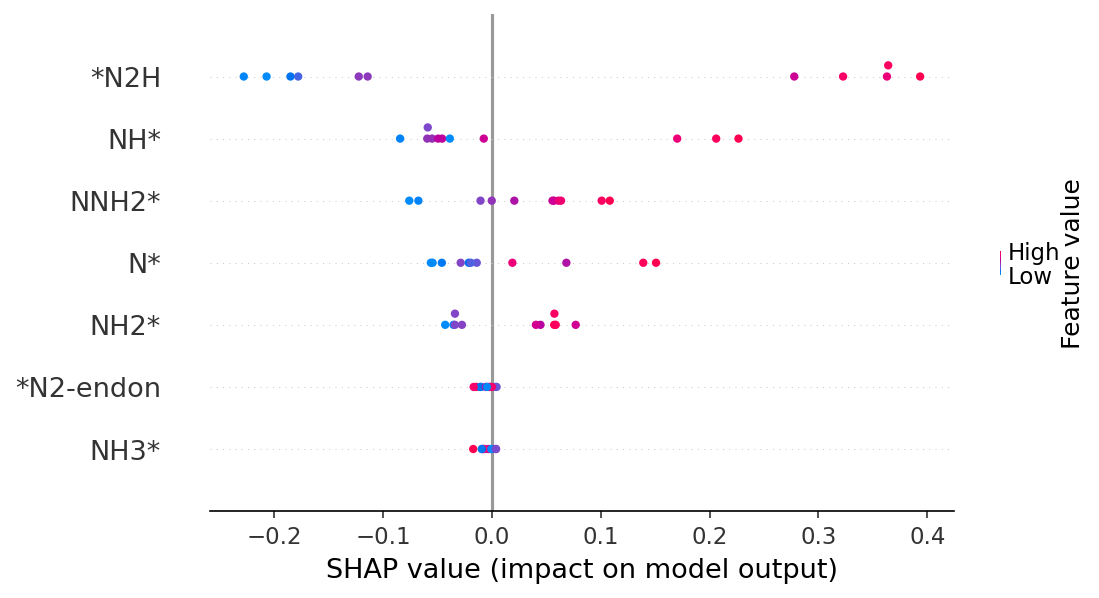 *N2H
NH*
NNH2*
N*
NH2*
*N2-endon
NH3*
High
Low
Feature value
−0.2 −0.1 0.0 0.1 0.2 0.3 0.4
SHAP value (impact on model output)